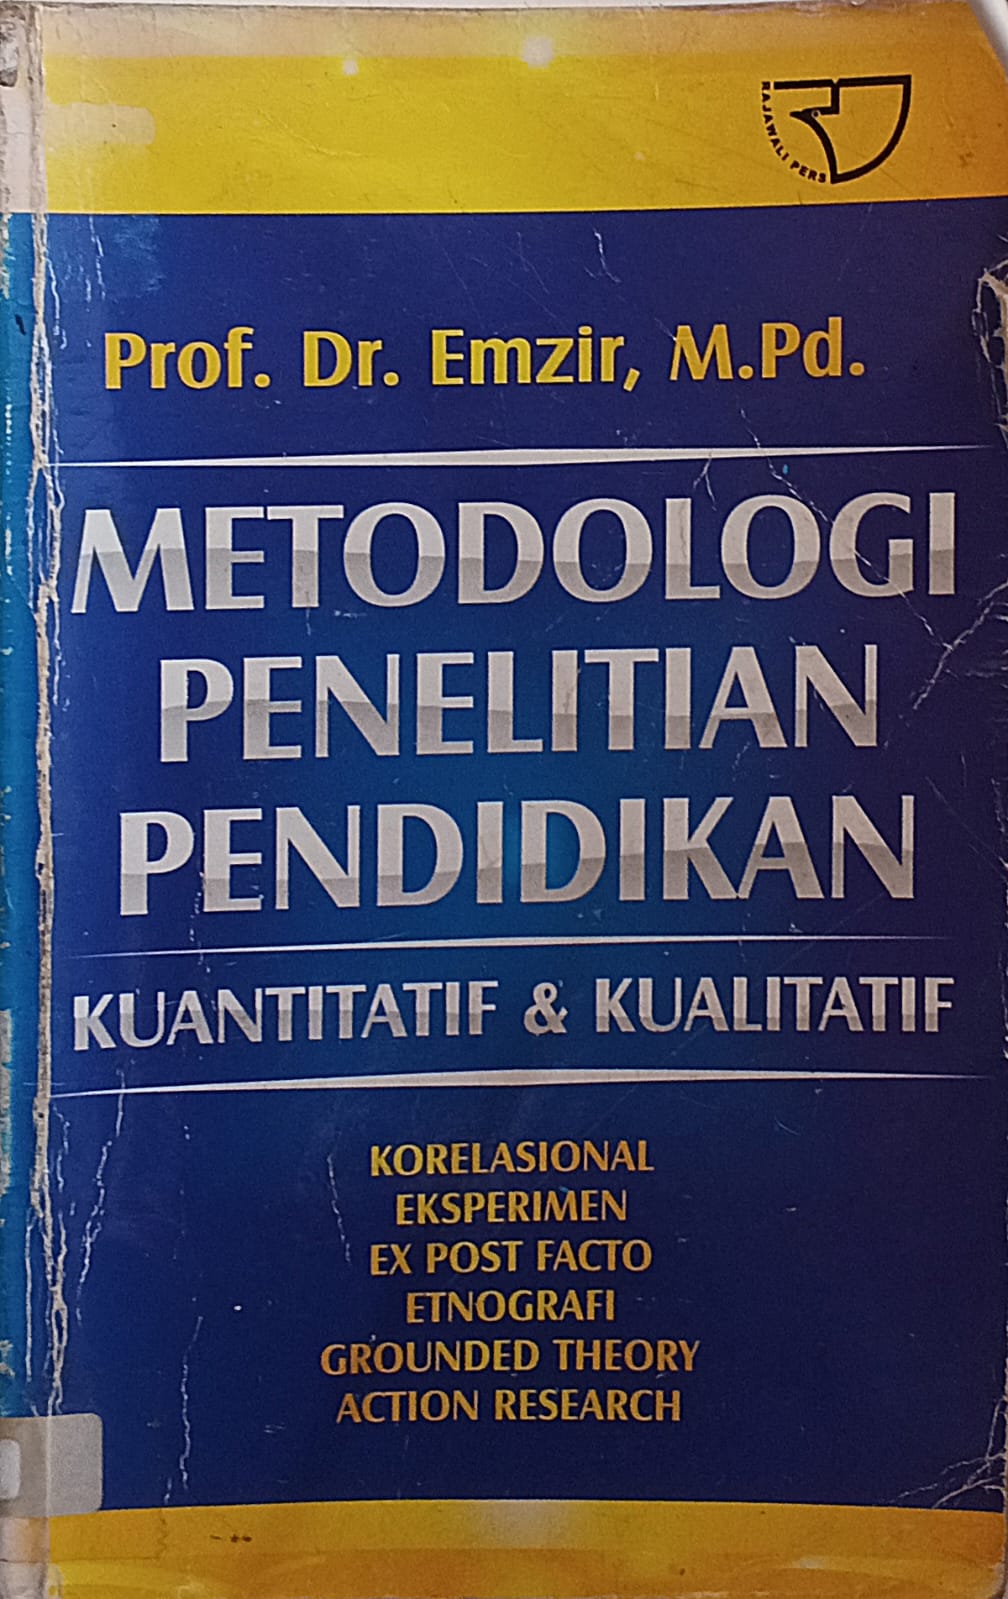 RAJAWALI PERS
Prof. Dr. Emzir, M.Pd.
METODOLOGI
PENELITIAN
PENDIDIKAN
KUANTITATIF & KUALITATIF
KORELASIONAL
EKSPERIMEN
EX POST FACTO
ETNOGRAFI
GROUNDED THEORY
ACTION RESEARCH